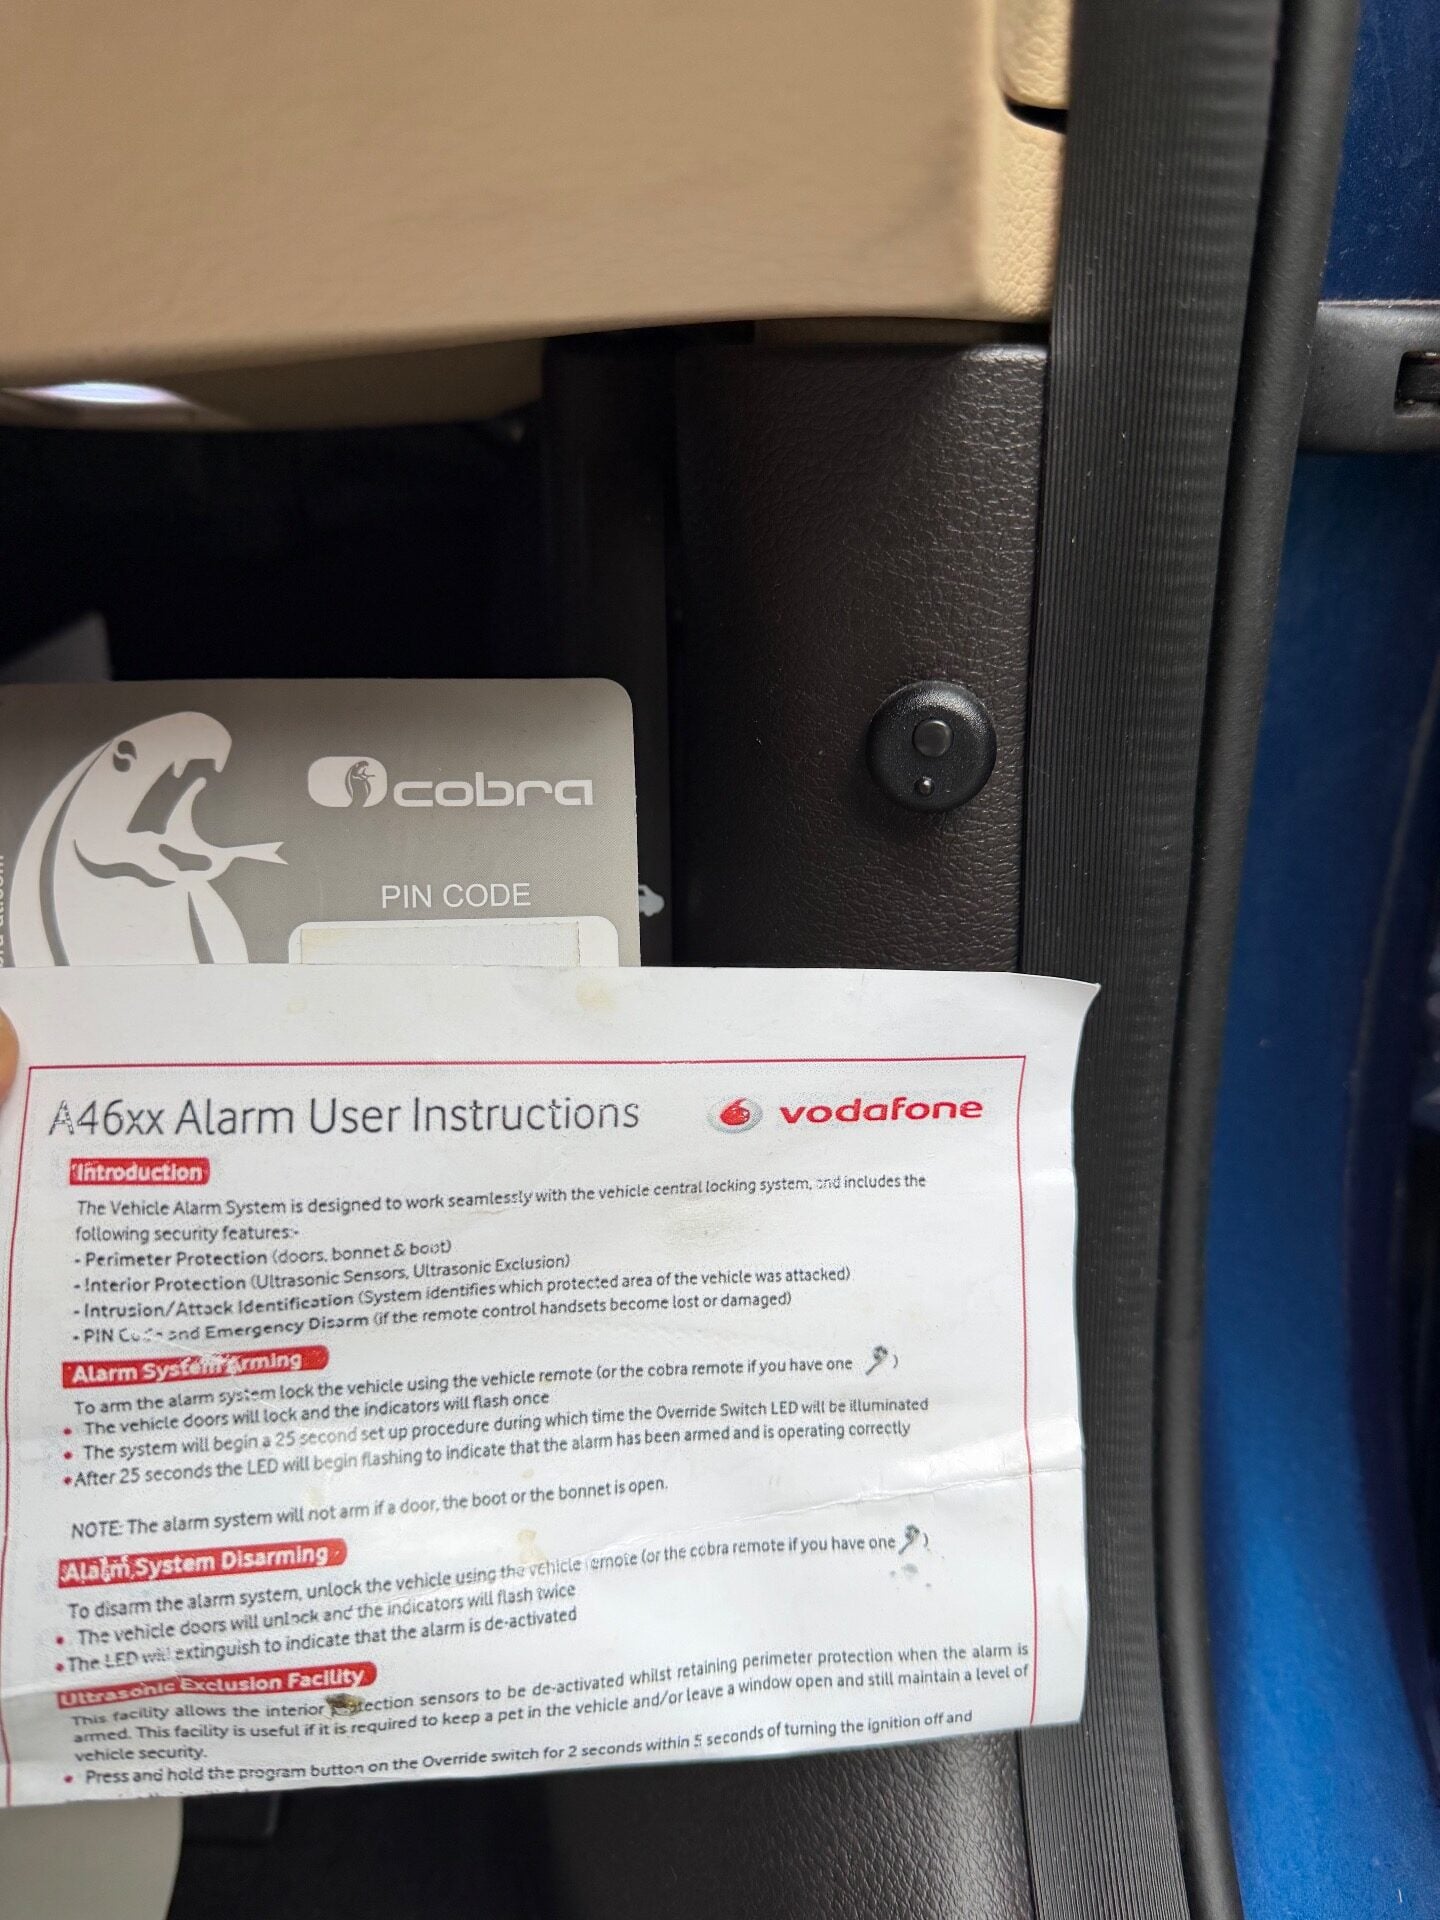 cobra
PIN CODE
A46xx Alarm User Instructions
vodafone
Introduction
The Vehicle Alarm System is designed to work seamlessly with the vehicle central locking system, and includes the
following security features:-
- Perimeter Protection (doors, bonnet & boot)
- Interior Protection (Ultrasonic Sensors, Ultrasonic Exclusion)
- Intrusion/Attack Identification (System identifies which protected area of the vehicle was attacked)
- PIN Code and Emergency Disarm (if the remote control handsets become lost or damaged)
Alarm System Arming
To arm the alarm system lock the vehicle using the vehicle remote (or the cobra remote if you have one )
• The vehicle doors will lock and the indicators will flash once
• The system will begin a 25 second set up procedure during which time the Override Switch LED will be illuminated
• After 25 seconds the LED will begin flashing to indicate that the alarm has been armed and is operating correctly
NOTE: The alarm system will not arm if a door, the boot or the bonnet is open.
Alarm System Disarming
To disarm the alarm system, unlock the vehicle using the vehicle remote (or the cobra remote if you have one )
• The vehicle doors will unlock and the indicators will flash twice
• The LED will extinguish to indicate that the alarm is de-activated
Ultrasonic Exclusion Facility
This facility allows the interior protection sensors to be de-activated whilst retaining perimeter protection when the alarm is
armed. This facility is useful if it is required to keep a pet in the vehicle and/or leave a window open and still maintain a level of
vehicle security.
• Press and hold the program button on the Override switch for 2 seconds within 5 seconds of turning the ignition off and